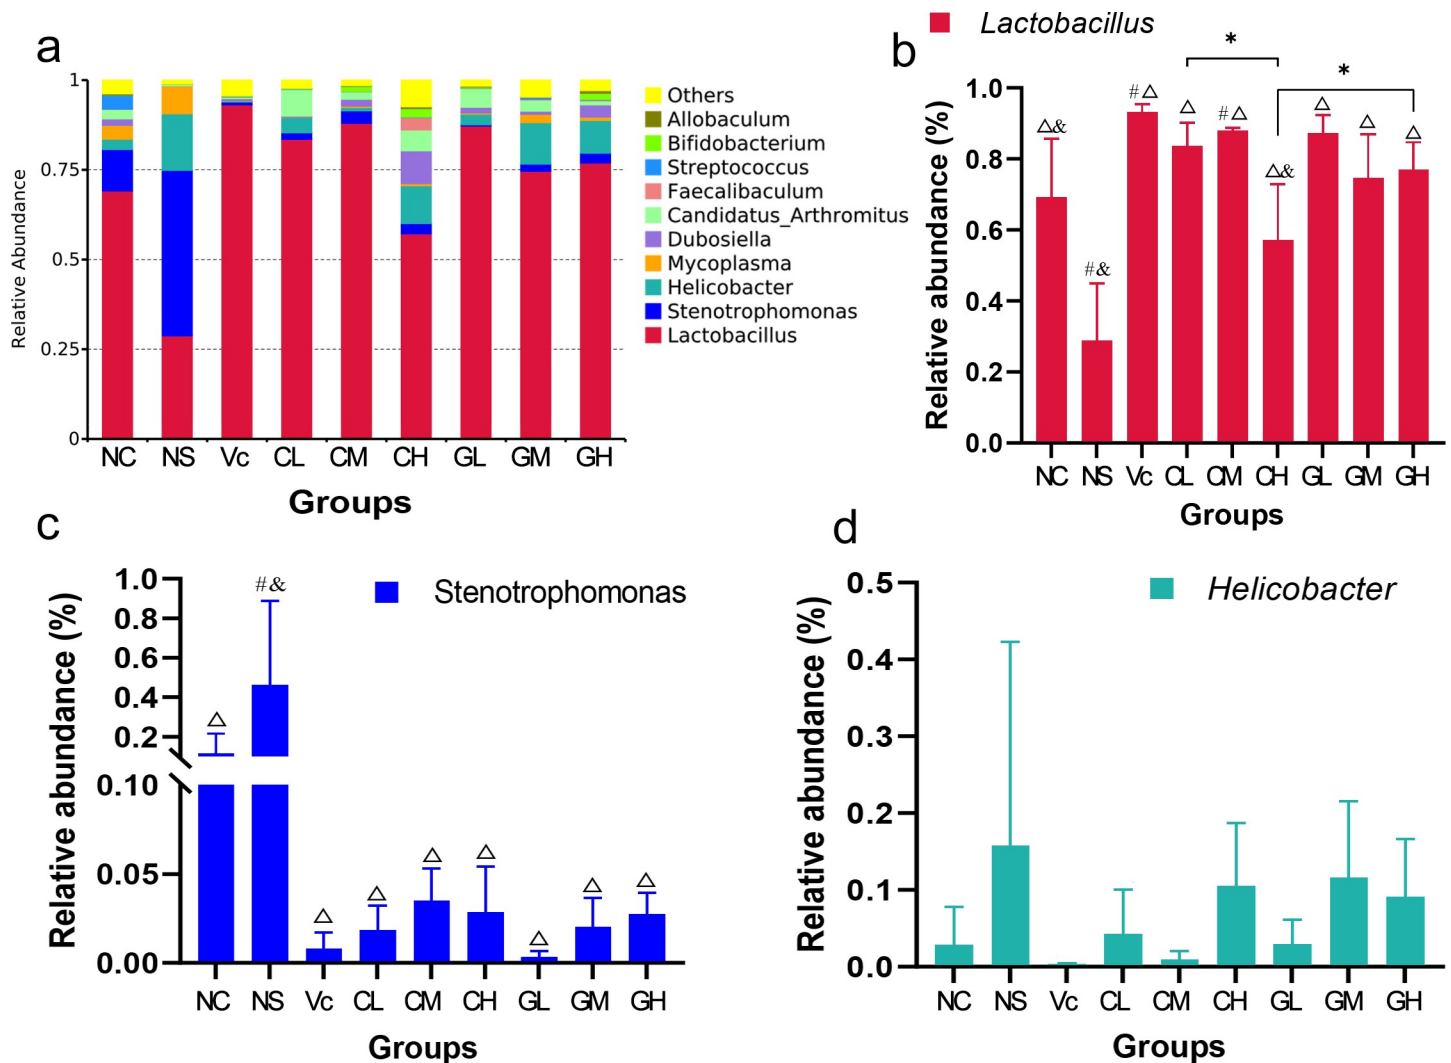 a
1
0.75
0.5
0.25
0
Relative Abundance
NC NS Vc CL CM CH GL GM GH
Groups
Others
Allobaculum
Bifidobacterium
Streptococcus
Faecalibaculum
Candidatus_Arthromitus
Dubosiella
Mycoplasma
Helicobacter
Stenotrophomonas
Lactobacillus
b
Lactobacillus
*
*
1.0
0.8
0.6
0.4
0.2
0.0
Relative abundance (%)
△&
#&
#△
△
#△
△&
△
△
△
NC NS Vc CL CM CH GL GM GH
Groups
c
Stenotrophomonas
1.0
0.8
0.6
0.4
0.2
0.10
0.05
0.00
Relative abundance (%)
△
#&
△
△
△
△
△
△
△
NC NS Vc CL CM CH GL GM GH
Groups
d
Helicobacter
0.5
0.4
0.3
0.2
0.1
0.0
Relative abundance (%)
NC NS Vc CL CM CH GL GM GH
Groups